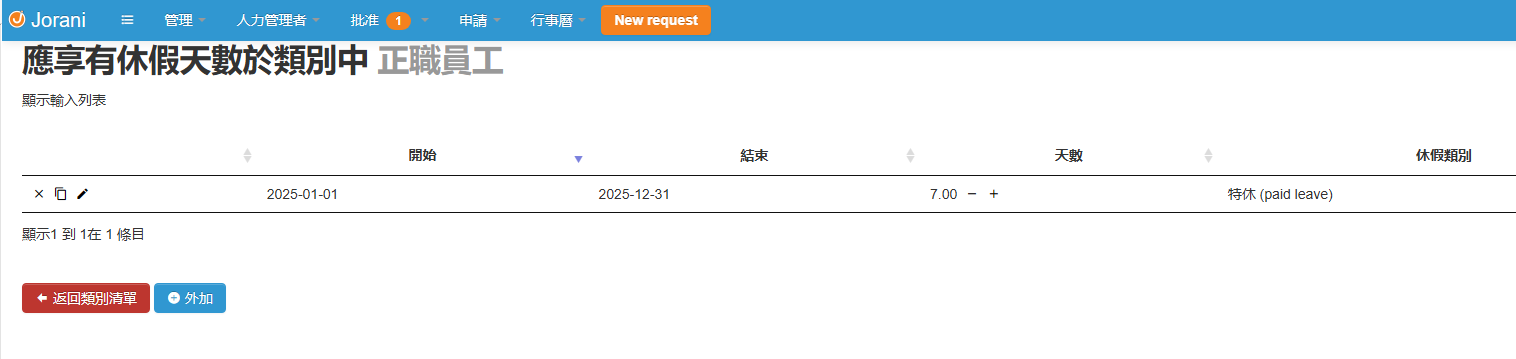 Jorani 管理 人力管理者 批准 1 申請 行事曆 New request
應享有休假天數於類別中 正職員工
顯示輸入列表
開始 結束 天數 休假類別
2025-01-01 2025-12-31 7.00 − + 特休 (paid leave)
顯示1 到 1在 1 條目
返回類別清單 外加